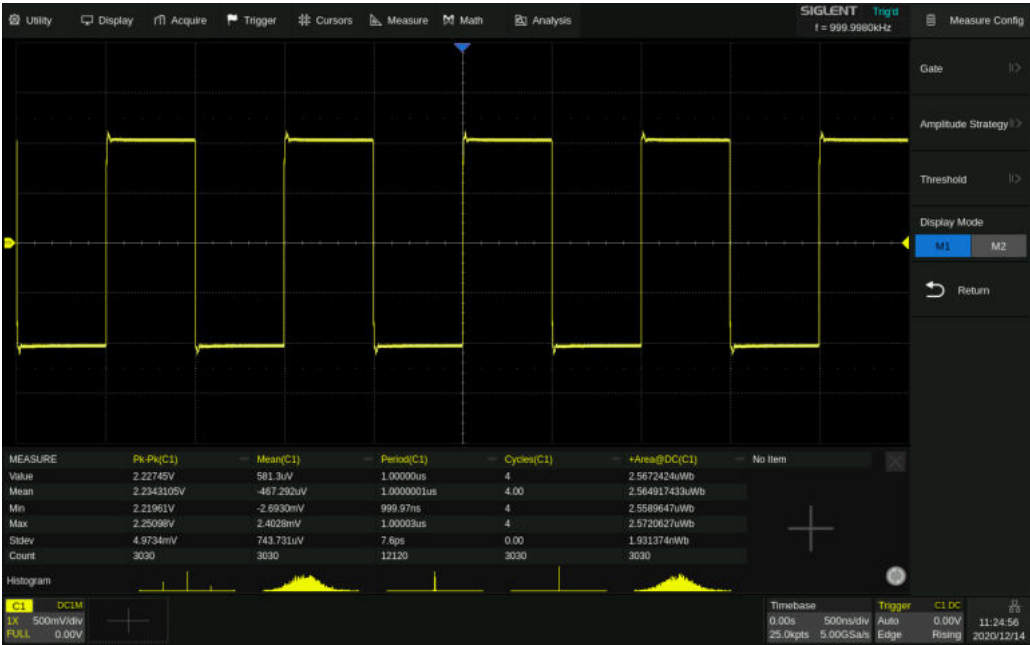 Utility Display Acquire Trigger Cursors Measure Math Analysis SIGLENT Trig'd Measure Config
f = 999.9980kHz
Gate
Amplitude Strategy
Threshold
Display Mode
M1 M2
Return
MEASURE Pk-Pk(C1) Mean(C1) Period(C1) Cycles(C1) +Area@DC(C1) No Item
Value 2.22745V 581.3uV 1.00000us 4 2.5672424uWb
Mean 2.2343105V -467.292uV 1.0000001us 4.00 2.564917433uWb
Min 2.21961V -2.6930mV 999.97ns 4 2.5589647uWb
Max 2.25098V 2.4028mV 1.00003us 4 2.5720627uWb
Stdev 4.9734mV 743.731uV 7.6ps 0.00 1.931374nWb
Count 3030 3030 12120 3030 3030
Histogram
C1 DC1M Timebase Trigger C1 DC
1X 500mV/div 0.00s 500ns/div Auto 0.00V 11:24:56
FULL 0.00V 25.0kpts 5.00GSa/s Edge Rising 2020/12/14